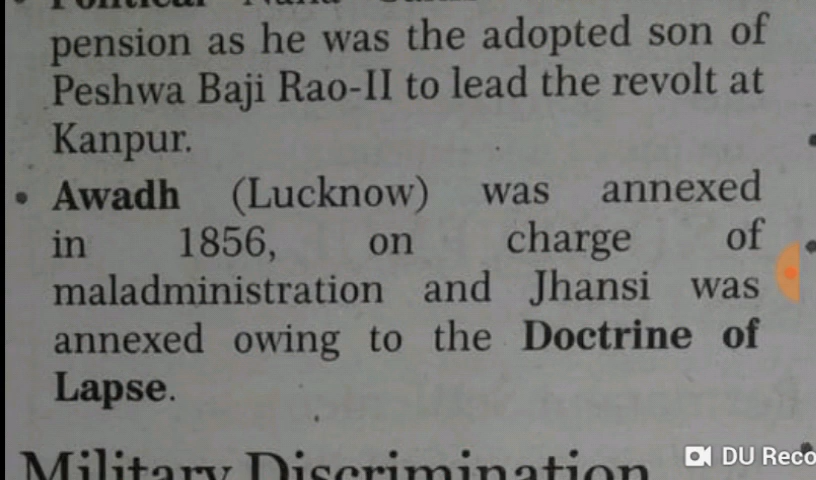 pension as he was the adopted son of
Peshwa Baji Rao-II to lead the revolt at
Kanpur.
• Awadh (Lucknow) was annexed
in 1856, on charge of
maladministration and Jhansi was
annexed owing to the Doctrine of
Lapse.
Military Discrimination
DU Reco